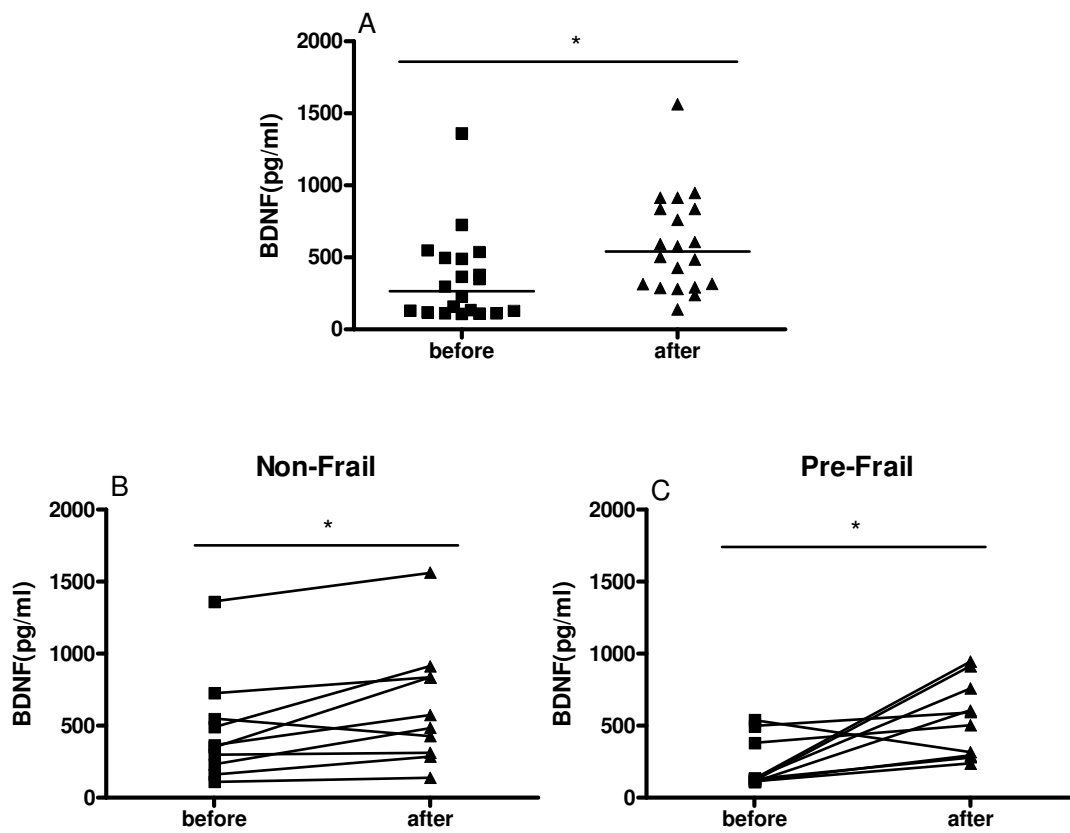 A
2000
*
1500
1000
500
0
BDNF(pg/ml)
before after
Non-Frail
B
2000
*
1500
1000
500
0
BDNF(pg/ml)
before after
Pre-Frail
C
2000
*
1500
1000
500
0
BDNF(pg/ml)
before after